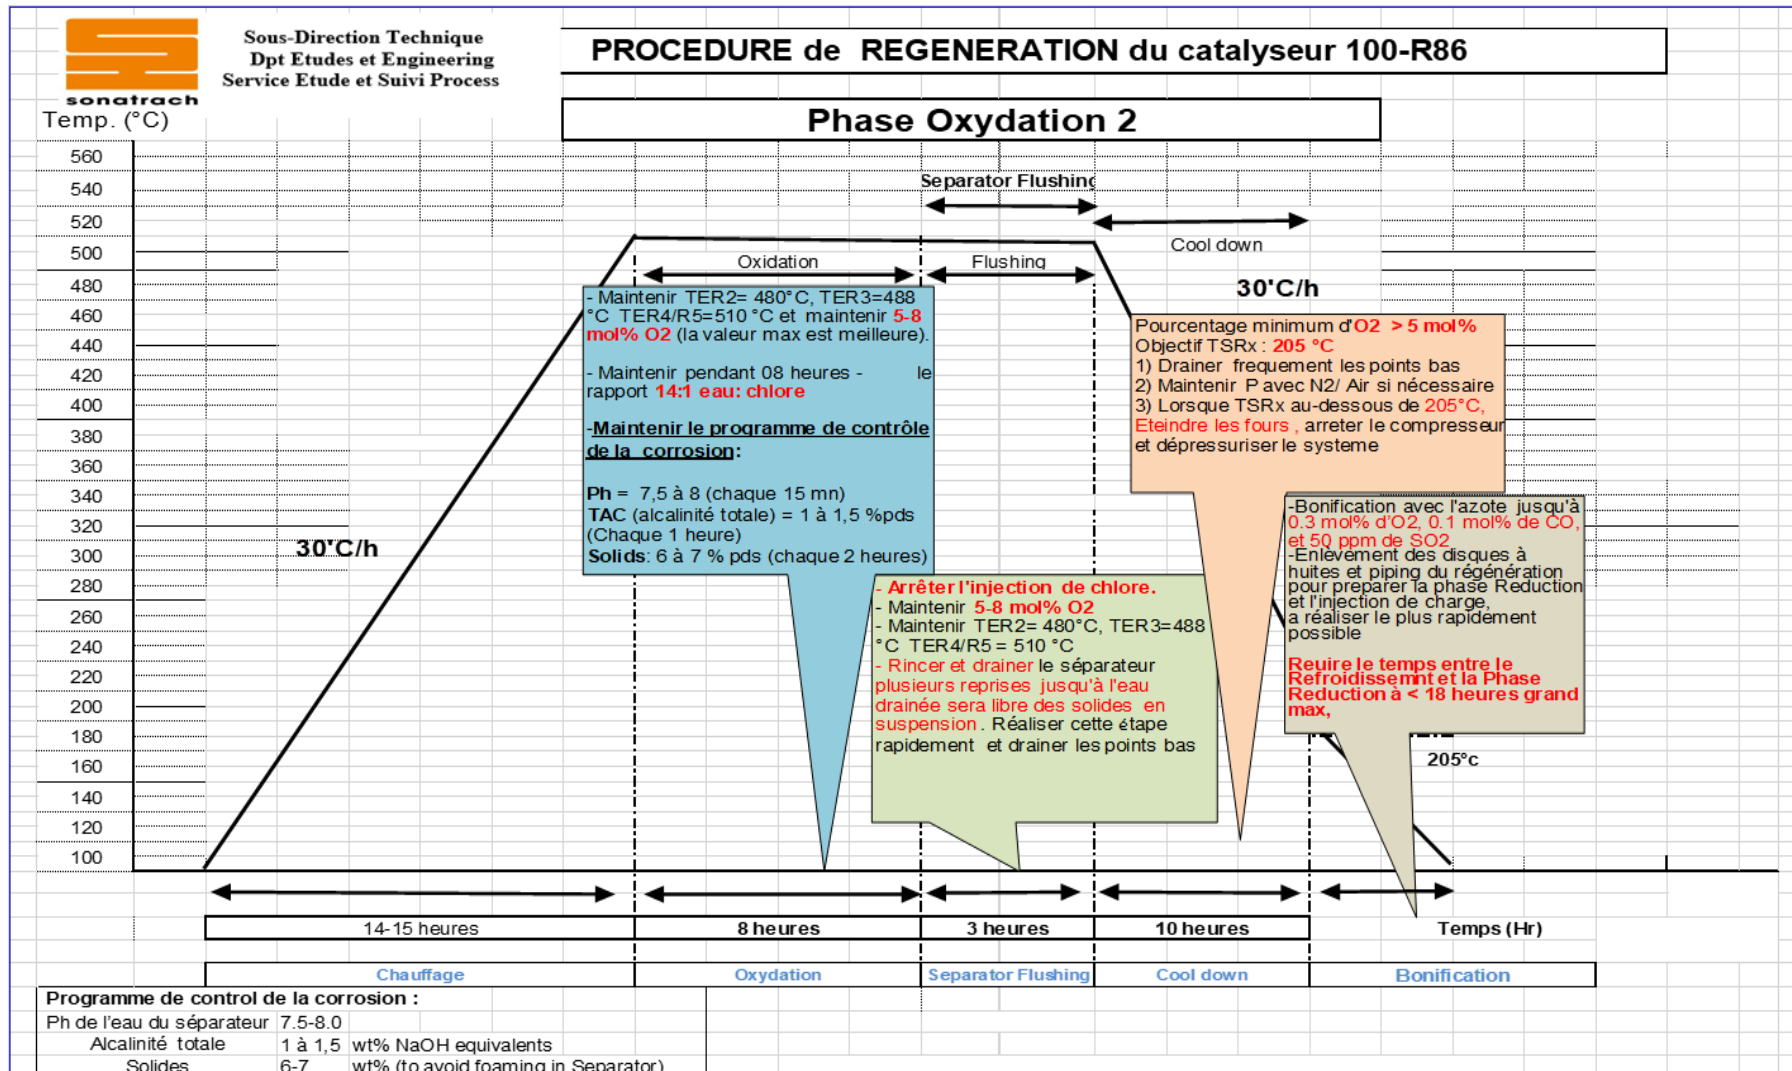 Sous-Direction Technique
Dpt Etudes et Engineering
Service Etude et Suivi Process
sonatrach
PROCEDURE de REGENERATION du catalyseur 100-R86
Phase Oxydation 2
Temp. (°C)
560
540
520
500
480
460
440
420
400
380
360
340
320
300
280
260
240
220
200
180
160
140
120
100
30'C/h
Separator Flushing
Oxidation
Flushing
Cool down
30'C/h
- Maintenir TER2= 480°C, TER3=488
°C TER4/R5=510 °C et maintenir 5-8
mol% O2 (la valeur max est meilleure).
- Maintenir pendant 08 heures - le
rapport 14:1 eau: chlore
-Maintenir le programme de contrôle
de la corrosion:
Ph = 7,5 à 8 (chaque 15 mn)
TAC (alcalinité totale) = 1 à 1,5 %pds
(Chaque 1 heure)
Solids: 6 à 7 % pds (chaque 2 heures)
- Arrêter l'injection de chlore.
- Maintenir 5-8 mol% O2
- Maintenir TER2= 480°C, TER3=488
°C TER4/R5 = 510 °C
- Rincer et drainer le séparateur
plusieurs reprises jusqu'à l'eau
drainée sera libre des solides en
suspension . Réaliser cette étape
rapidement et drainer les points bas
Pourcentage minimum d'O2 > 5 mol%
Objectif TSRx : 205 °C
1) Drainer frequement les points bas
2) Maintenir P avec N2/ Air si nécessaire
3) Lorsque TSRx au-dessous de 205°C,
Eteindre les fours , arreter le compresseur
et dépressuriser le systeme
-Bonification avec l'azote jusqu'à
0.3 mol% d'O2, 0.1 mol% de CO,
et 50 ppm de SO2
-Enlèvement des disques à
huites et piping du régénération
pour preparer la phase Reduction
et l'injection de charge,
a réaliser le plus rapidement
possible
Reuire le temps entre le
Refroidissemnt et la Phase
Reduction à < 18 heures grand
max,
205°c
14-15 heures
8 heures
3 heures
10 heures
Temps (Hr)
Chauffage
Oxydation
Separator Flushing
Cool down
Bonification
Programme de control de la corrosion :
Ph de l'eau du séparateur 7.5-8.0
Alcalinité totale 1 à 1,5 wt% NaOH equivalents
Solides 6-7 wt% (to avoid foaming in Separator)